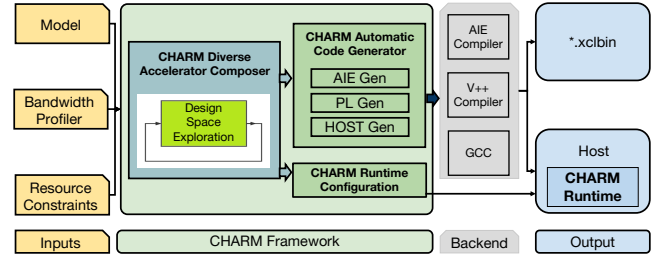 Model
Bandwidth
Profiler
Resource
Constraints
Inputs
CHARM Diverse
Accelerator Composer
Design
Space
Exploration
CHARM Automatic
Code Generator
AIE Gen
PL Gen
HOST Gen
CHARM Runtime
Configuration
CHARM Framework
AIE
Compiler
V++
Compiler
GCC
Backend
*.xclbin
Host
CHARM
Runtime
Output